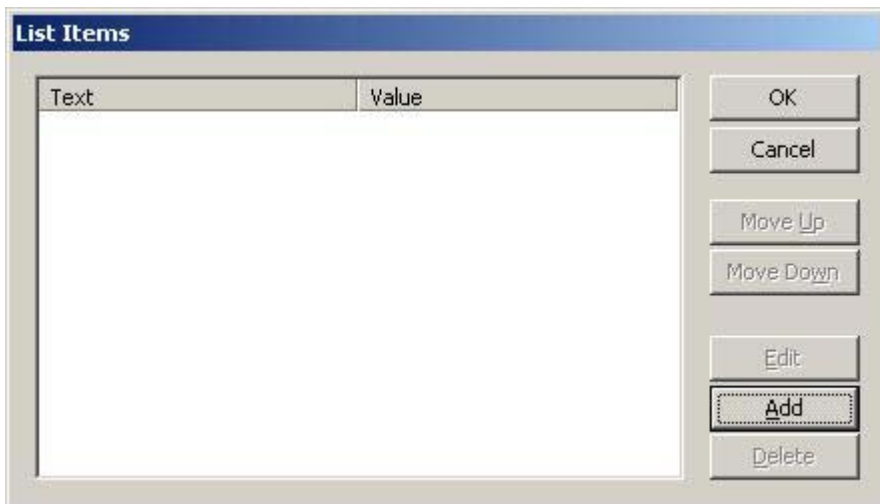 List Items
Text Value
OK
Cancel
Move Up
Move Down
Edit
Add
Delete